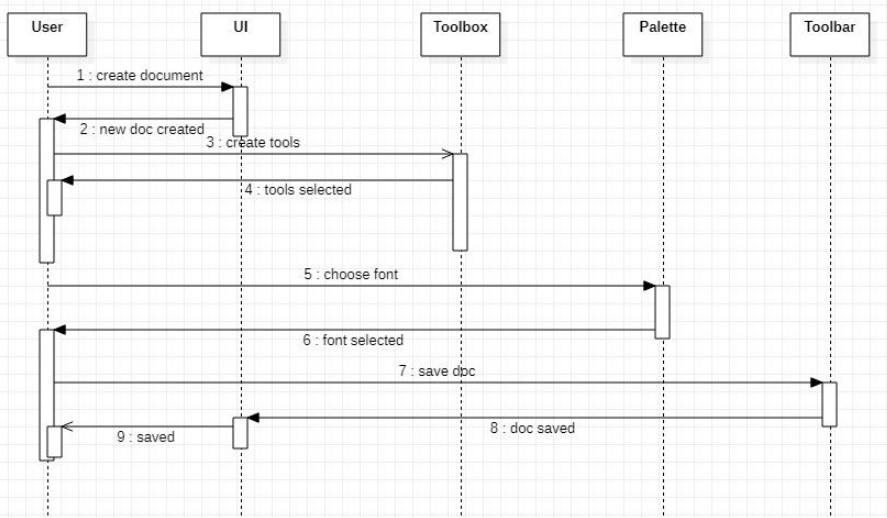 User
UI
Toolbox
Palette
Toolbar
1 : create document
2 : new doc created
3 : create tools
4 : tools selected
5 : choose font
6 : font selected
7 : save doc
8 : doc saved
9 : saved